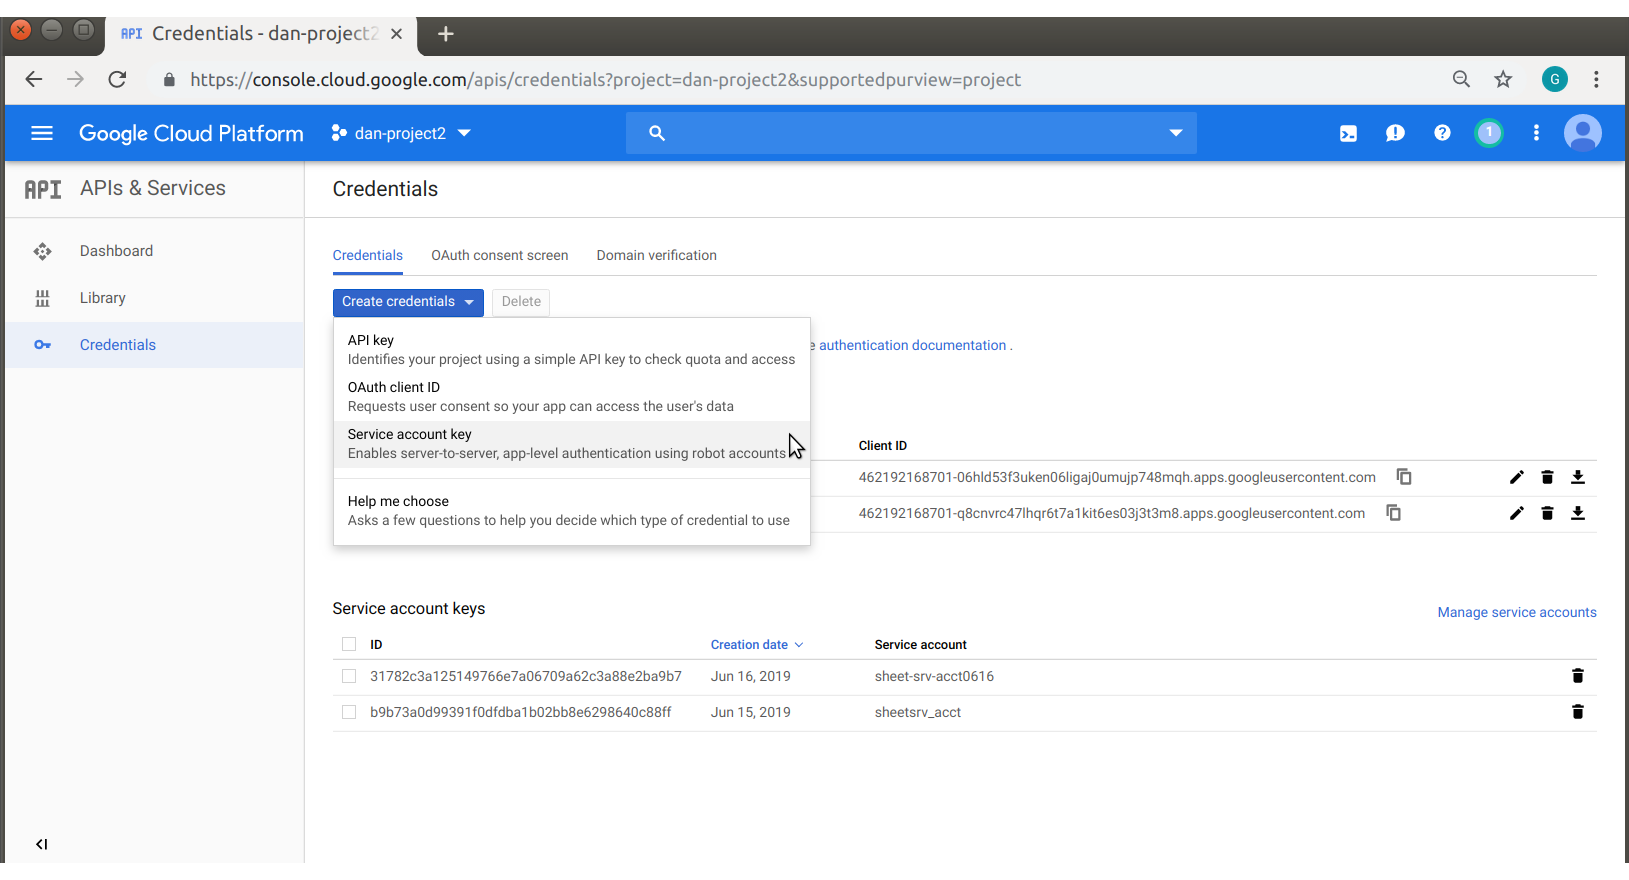 API Credentials - dan-project2
https://console.cloud.google.com/apis/credentials?project=dan-project2&supportedpurview=project
G
Google Cloud Platform dan-project2
1
API APIs & Services
Credentials
Dashboard
Library
Credentials
Credentials OAuth consent screen Domain verification
Create credentials Delete
API key
Identifies your project using a simple API key to check quota and access
authentication documentation .
OAuth client ID
Requests user consent so your app can access the user's data
Service account key
Enables server-to-server, app-level authentication using robot accounts
Help me choose
Asks a few questions to help you decide which type of credential to use
Client ID
462192168701-06hld53f3uken06ligaj0umujp748mqh.apps.googleusercontent.com
462192168701-q8cnvrc47lhqr6t7a1kit6es03j3t3m8.apps.googleusercontent.com
Service account keys Manage service accounts
ID Creation date Service account
31782c3a125149766e7a06709a62c3a88e2ba9b7 Jun 16, 2019 sheet-srv-acct0616
b9b73a0d99391f0dfdba1b02bb8e6298640c88ff Jun 15, 2019 sheetsrv_acct